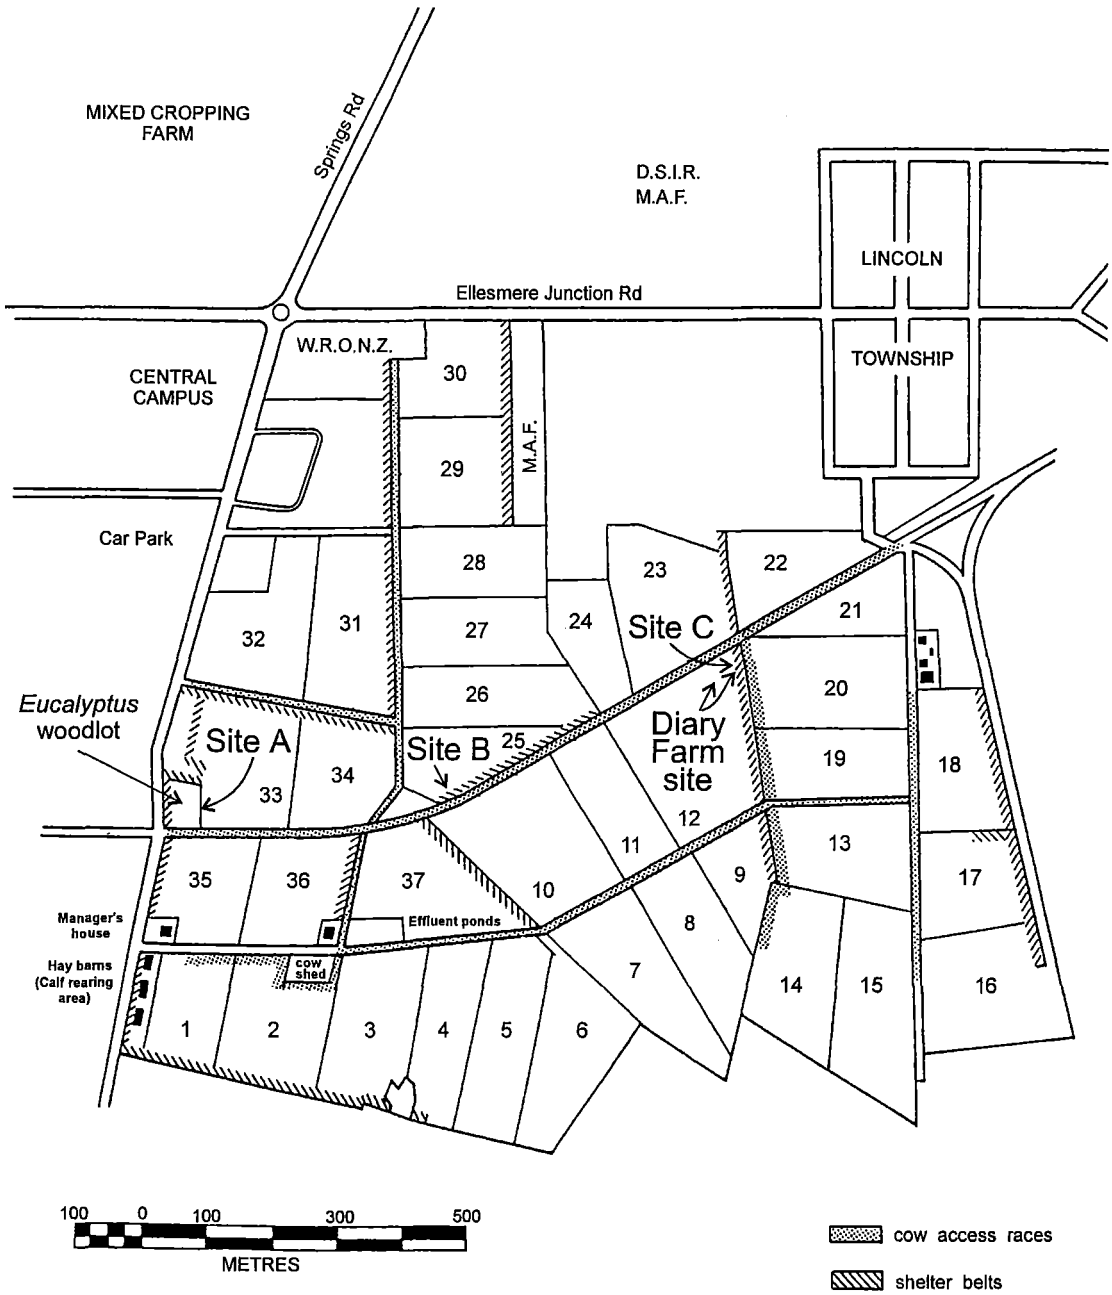 MIXED CROPPING
FARM
Springs Rd
D.S.I.R.
M.A.F.
LINCOLN
TOWNSHIP
Ellesmere Junction Rd
W.R.O.N.Z.
CENTRAL
CAMPUS
30
29
M.A.F.
Car Park
28
23
22
31
27
24
21
32
Site C
26
20
Eucalyptus
woodlot
Site A
Site B
25
Diary
Farm
site
19
18
33
34
12
11
13
9
35
36
37
10
17
Manager's
house
Effluent ponds
8
Hay barns
(Calf rearing
area)
cow
shed
7
14
15
16
1
2
3
4
5
6
100 0 100 300 500
METRES
cow access races
shelter belts